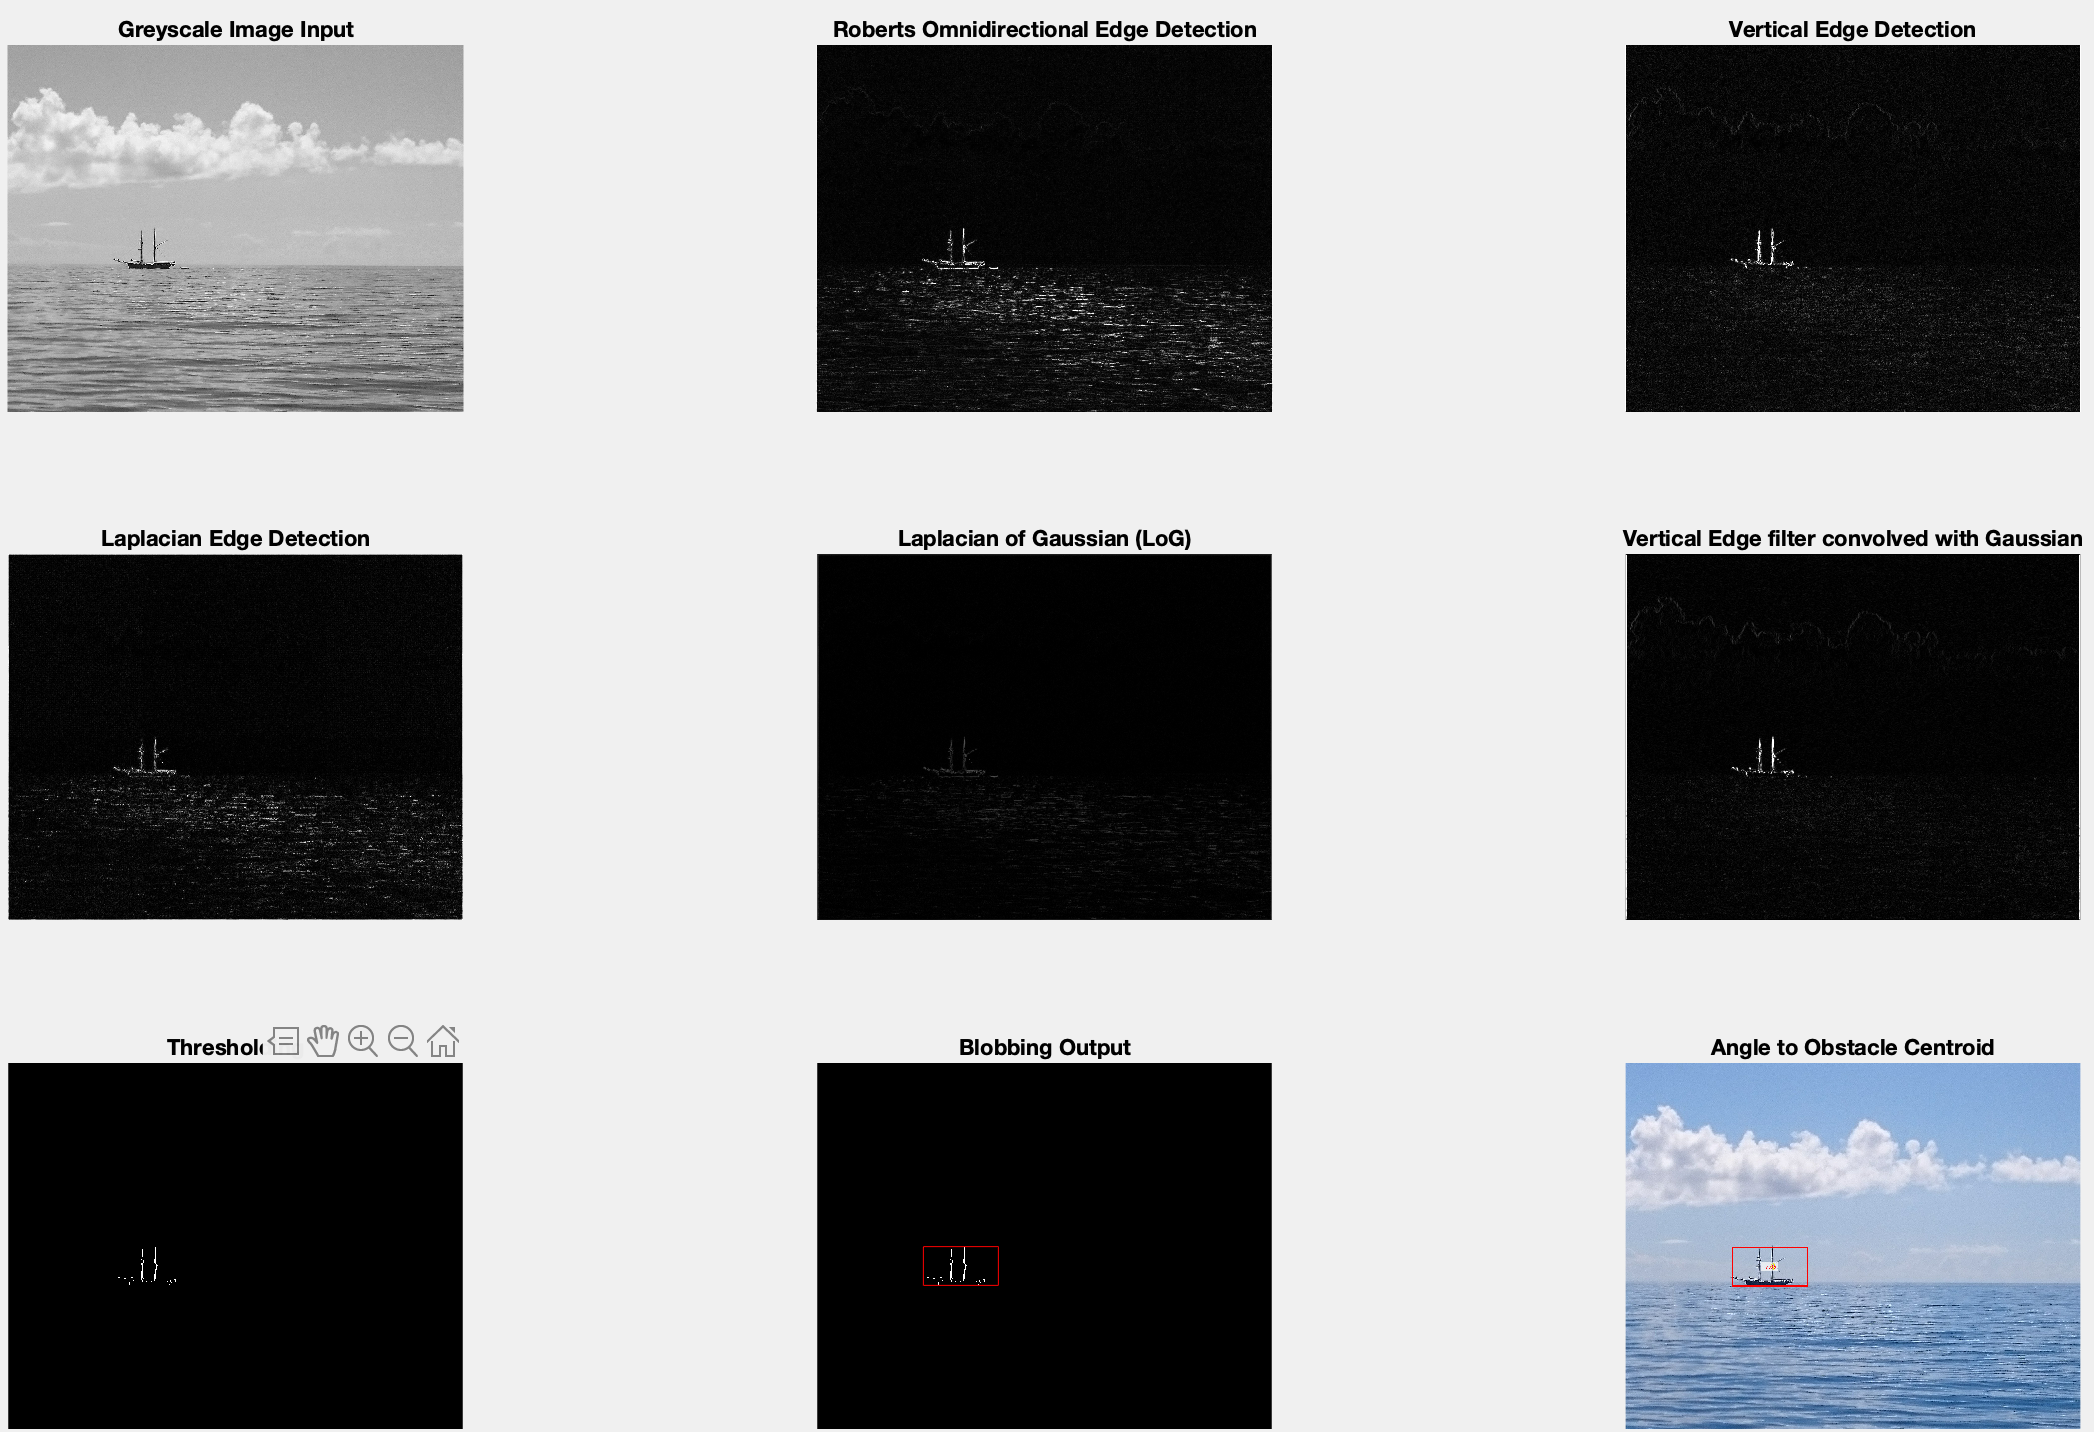 Greyscale Image Input
Roberts Omnidirectional Edge Detection
Vertical Edge Detection
Laplacian Edge Detection
Laplacian of Gaussian (LoG)
Vertical Edge filter convolved with Gaussian
Threshol
Blobbing Output
Angle to Obstacle Centroid